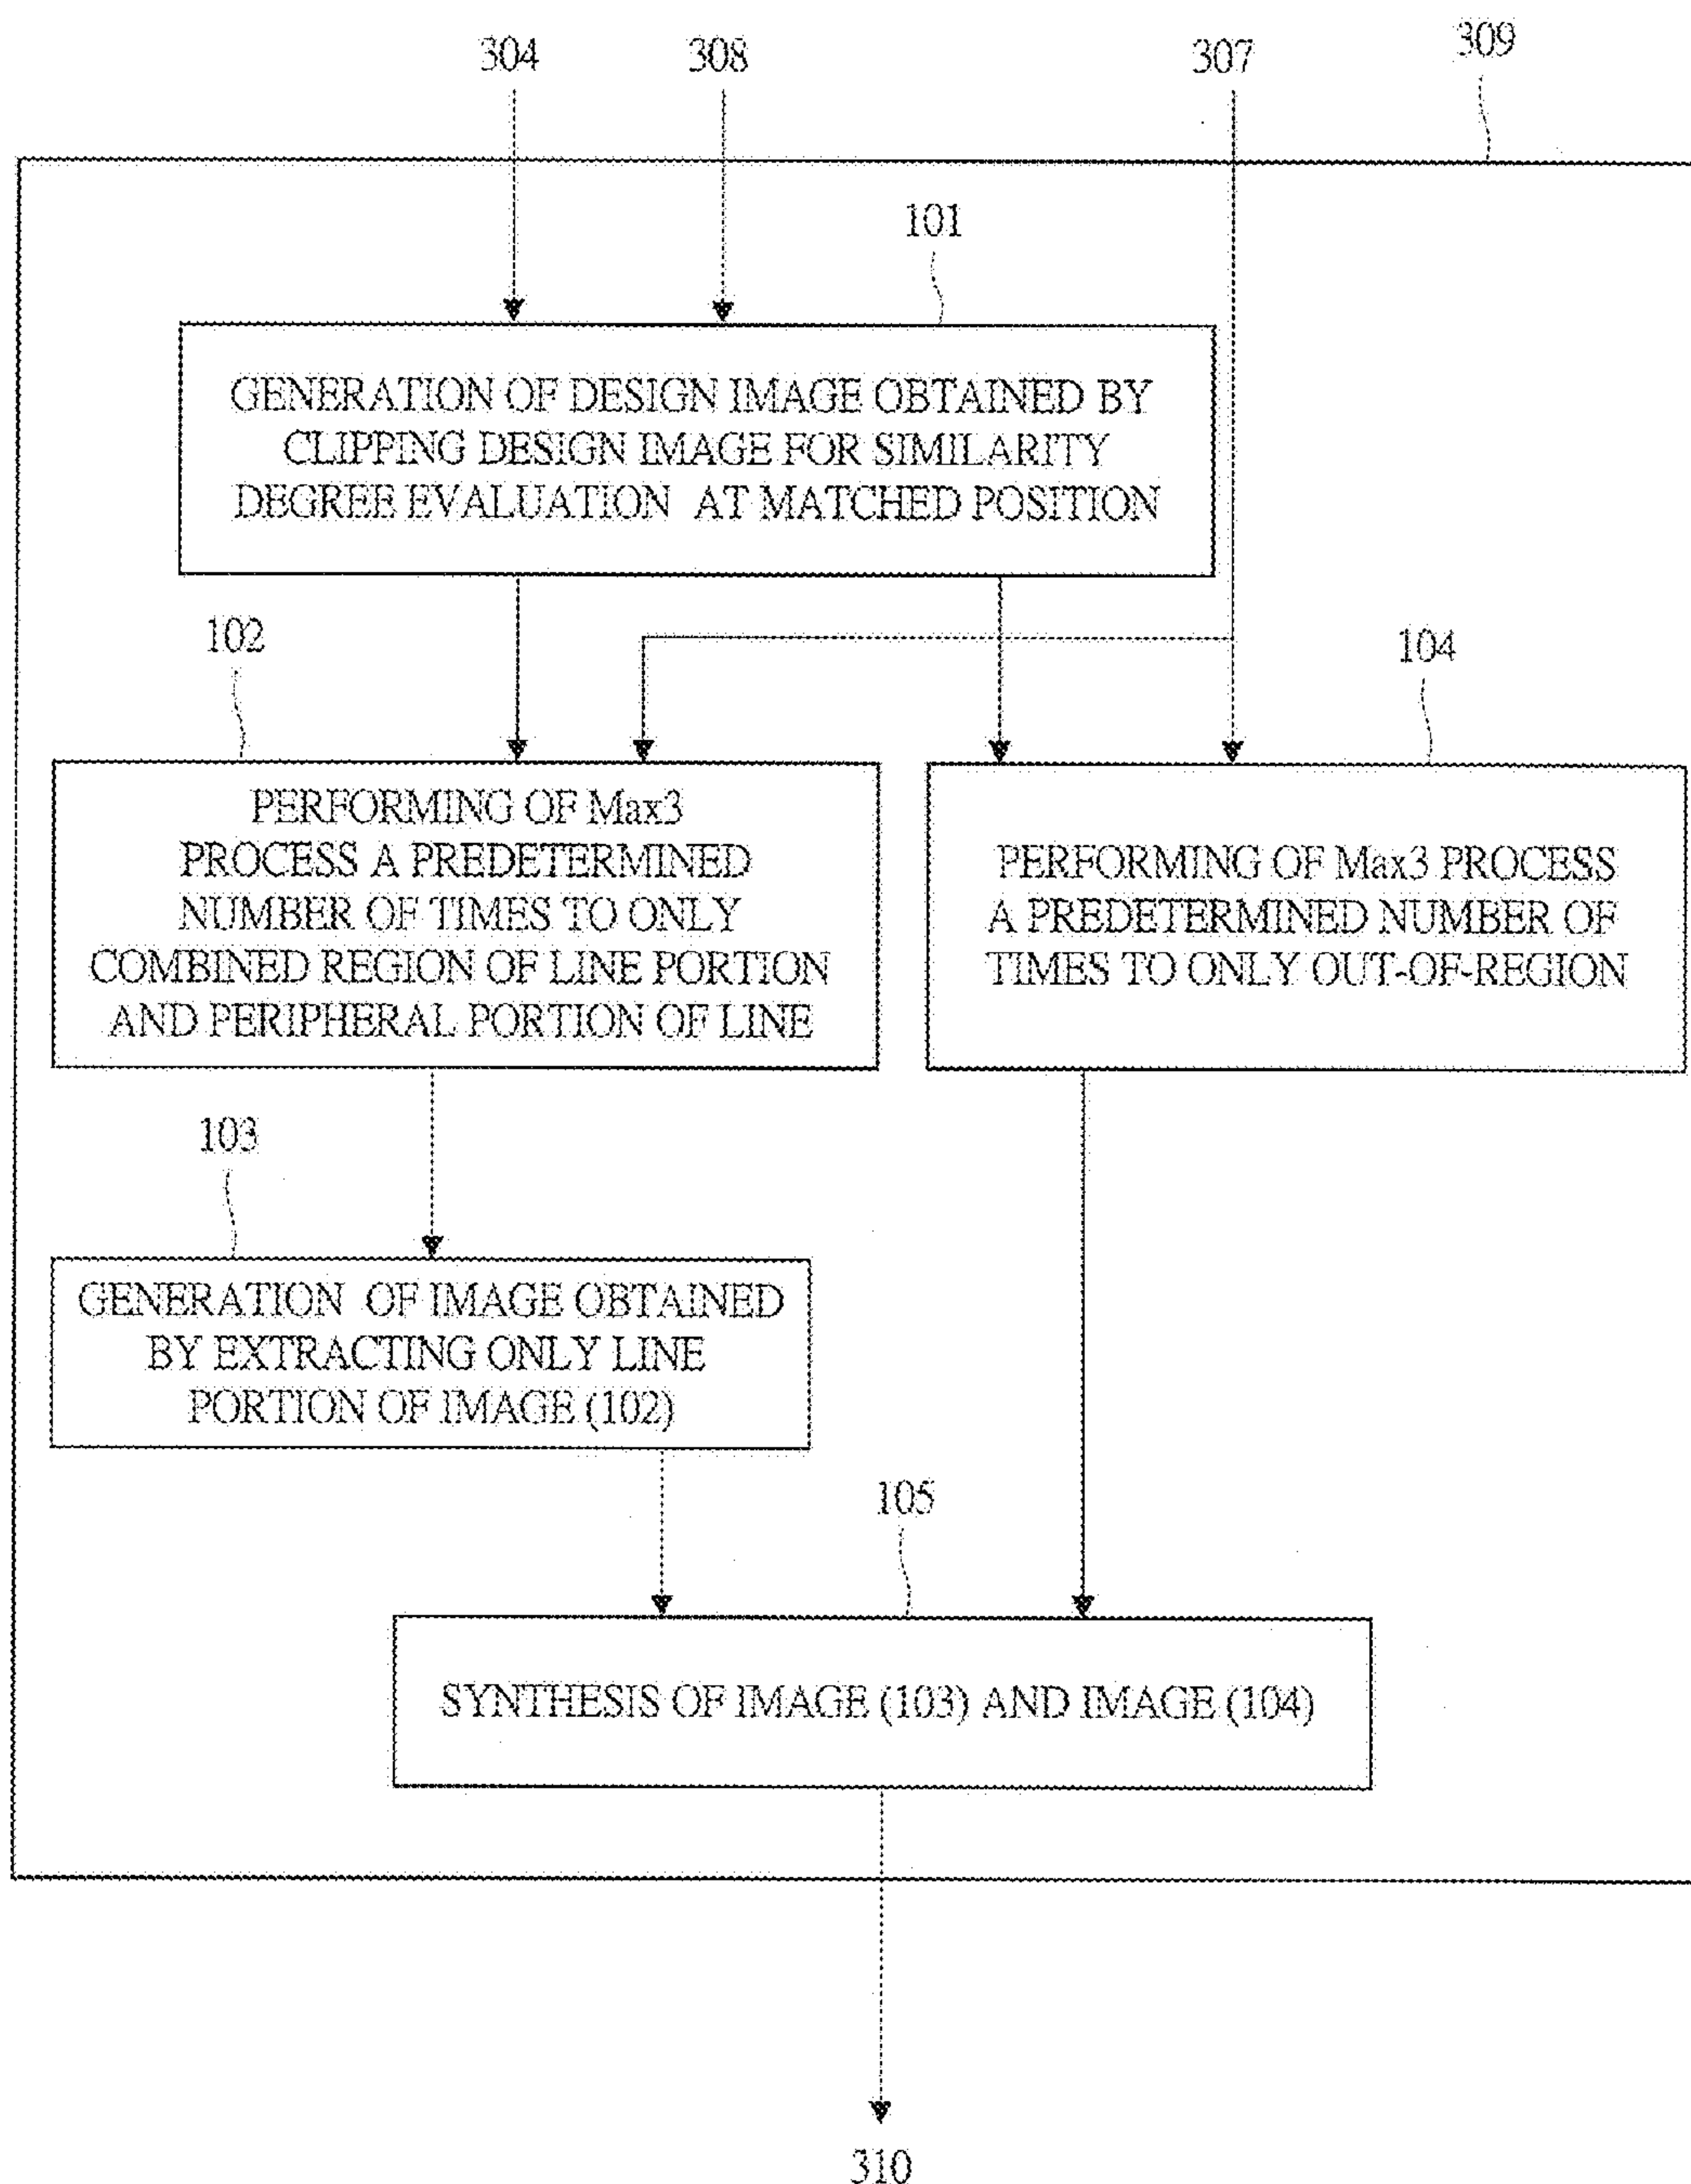 304
308
307
309
101
GENERATION OF DESIGN IMAGE OBTAINED BY
CLIPPING DESIGN IMAGE FOR SIMILARITY
DEGREE EVALUATION AT MATCHED POSITION
102
104
PERFORMING OF Max3
PROCESS A PREDETERMINED
NUMBER OF TIMES TO ONLY
COMBINED REGION OF LINE PORTION
AND PERIPHERAL PORTION OF LINE
PERFORMING OF Max3 PROCESS
A PREDETERMINED NUMBER OF
TIMES TO ONLY OUT-OF-REGION
103
GENERATION OF IMAGE OBTAINED
BY EXTRACTING ONLY LINE
PORTION OF IMAGE (102)
105
SYNTHESIS OF IMAGE (103) AND IMAGE (104)
310